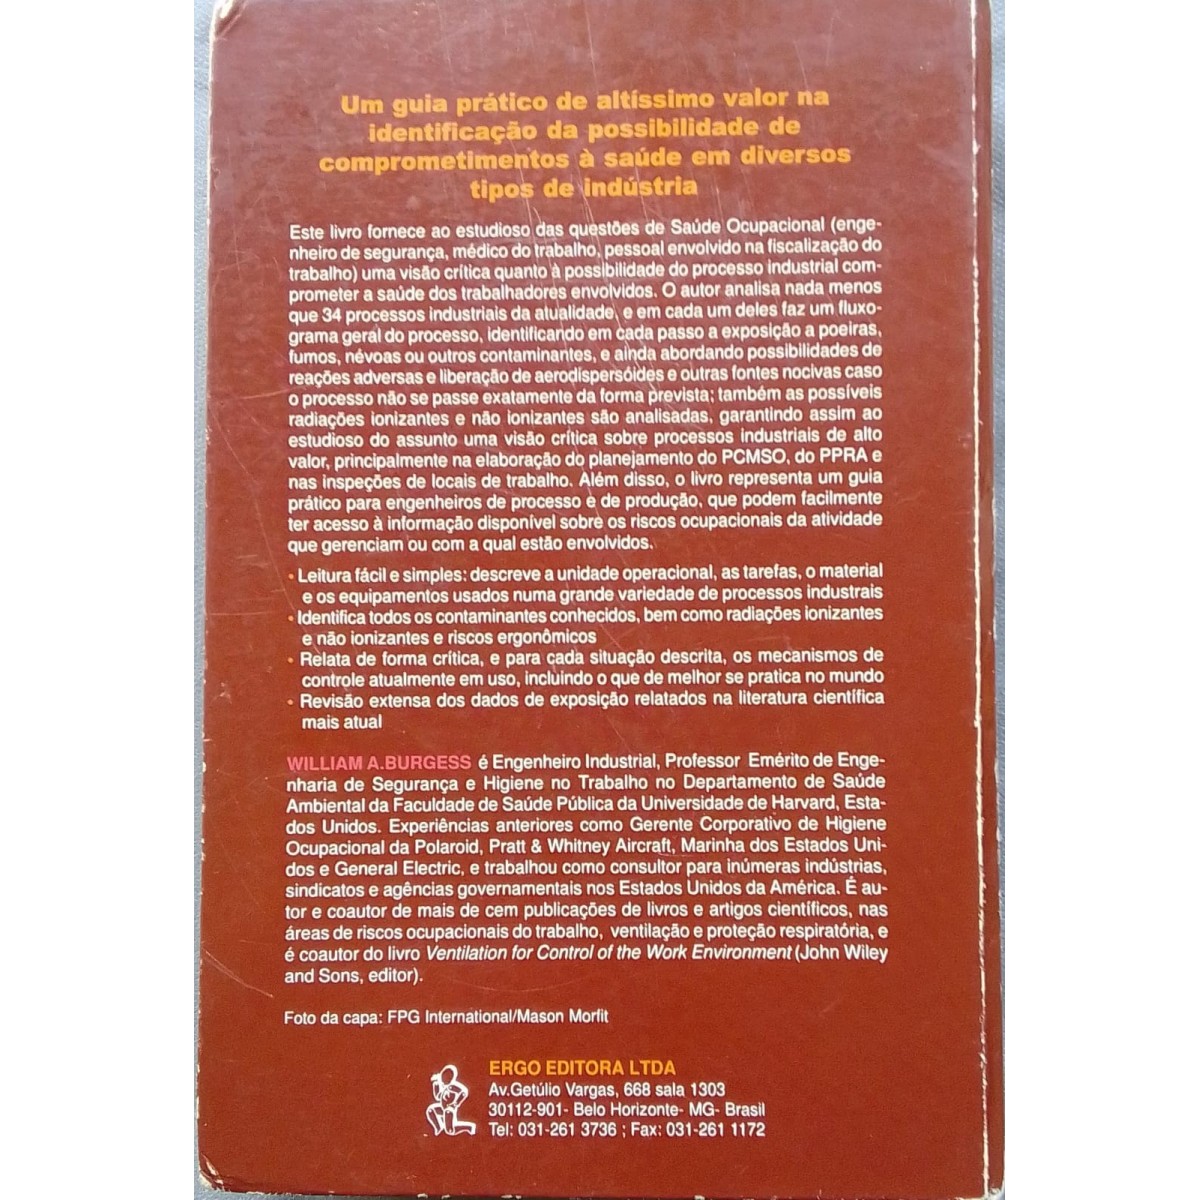 Um guia prático de altíssimo valor na
identificação da possibilidade de
comprometimentos à saúde em diversos
tipos de indústria
Este livro fornece ao estudioso das questões de Saúde Ocupacional (enge-
nheiro de segurança, médico do trabalho, pessoal envolvido na fiscalização do
trabalho) uma visão crítica quanto à possibilidade do processo industrial com-
prometer a saúde dos trabalhadores envolvidos. O autor analisa nada menos
que 34 processos industriais da atualidade, e em cada um deles faz um fluxo-
grama geral do processo, identificando em cada passo a exposição a poeiras,
fumos, névoas ou outros contaminantes, e ainda abordando possibilidades de
reações adversas e liberação de aerodispersóides e outras fontes nocivas caso
o processo não se passe exatamente da forma prevista; também as possíveis
radiações ionizantes e não ionizantes são analisadas, garantindo assim ao
estudioso do assunto uma visão crítica sobre processos industriais de alto
valor, principalmente na elaboração do planejamento do PCMSO, do PPRA e
nas inspeções de locais de trabalho. Além disso, o livro representa um guia
prático para engenheiros de processo e de produção, que podem facilmente
ter acesso à informação disponível sobre os riscos ocupacionais da atividade
que gerenciam ou com a qual estão envolvidos.
• Leitura fácil e simples: descreve a unidade operacional, as tarefas, o material
e os equipamentos usados numa grande variedade de processos industrais
• Identifica todos os contaminantes conhecidos, bem como radiações ionizantes
e não ionizantes e riscos ergonômicos
• Relata de forma crítica, e para cada situação descrita, os mecanismos de
controle atualmente em uso, incluindo o que de melhor se pratica no mundo
• Revisão extensa dos dados de exposição relatados na literatura científica
mais atual
WILLIAM A.BURGESS é Engenheiro Industrial, Professor Emérito de Enge-
nharia de Segurança e Higiene no Trabalho no Departamento de Saúde
Ambiental da Faculdade de Saúde Pública da Universidade de Harvard, Esta-
dos Unidos. Experiências anteriores como Gerente Corporativo de Higiene
Ocupacional da Polaroid, Pratt & Whitney Aircraft, Marinha dos Estados Uni-
dos e General Electric, e trabalhou como consultor para inúmeras indústrias,
sindicatos e agências governamentais nos Estados Unidos da América. É au-
tor e coautor de mais de cem publicações de livros e artigos científicos, nas
áreas de riscos ocupacionais do trabalho, ventilação e proteção respiratória, e
é coautor do livro Ventilation for Control of the Work Environment (John Wiley
and Sons, editor).
Foto da capa: FPG International/Mason Morfit
ERGO EDITORA LTDA
Av.Getúlio Vargas, 668 sala 1303
30112-901- Belo Horizonte- MG- Brasil
Tel: 031-261 3736 ; Fax: 031-261 1172